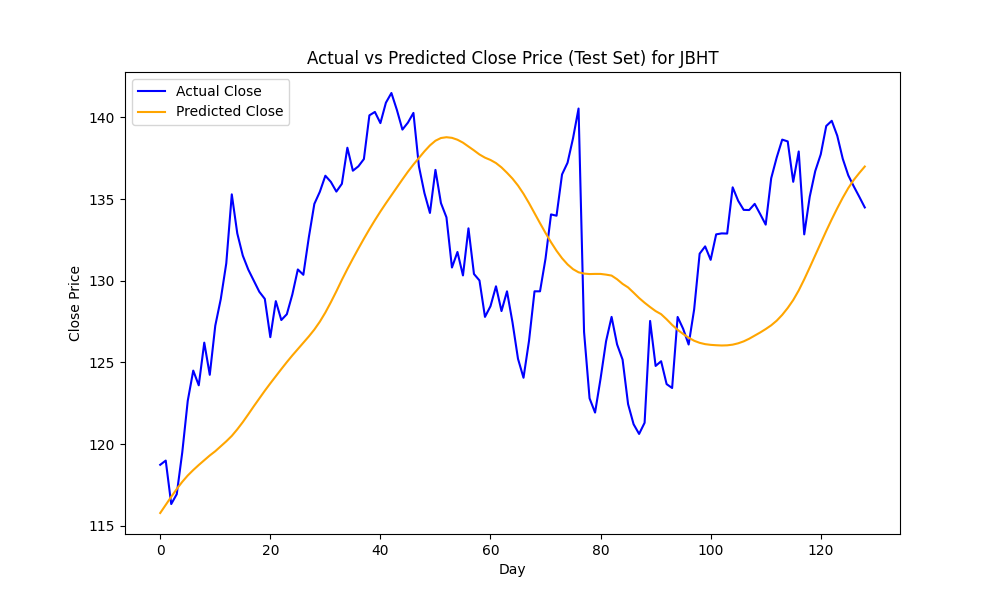 Actual vs Predicted Close Price (Test Set) for JBHT
Actual Close
Predicted Close
Close Price
140
135
130
125
120
115
0 20 40 60 80 100 120
Day